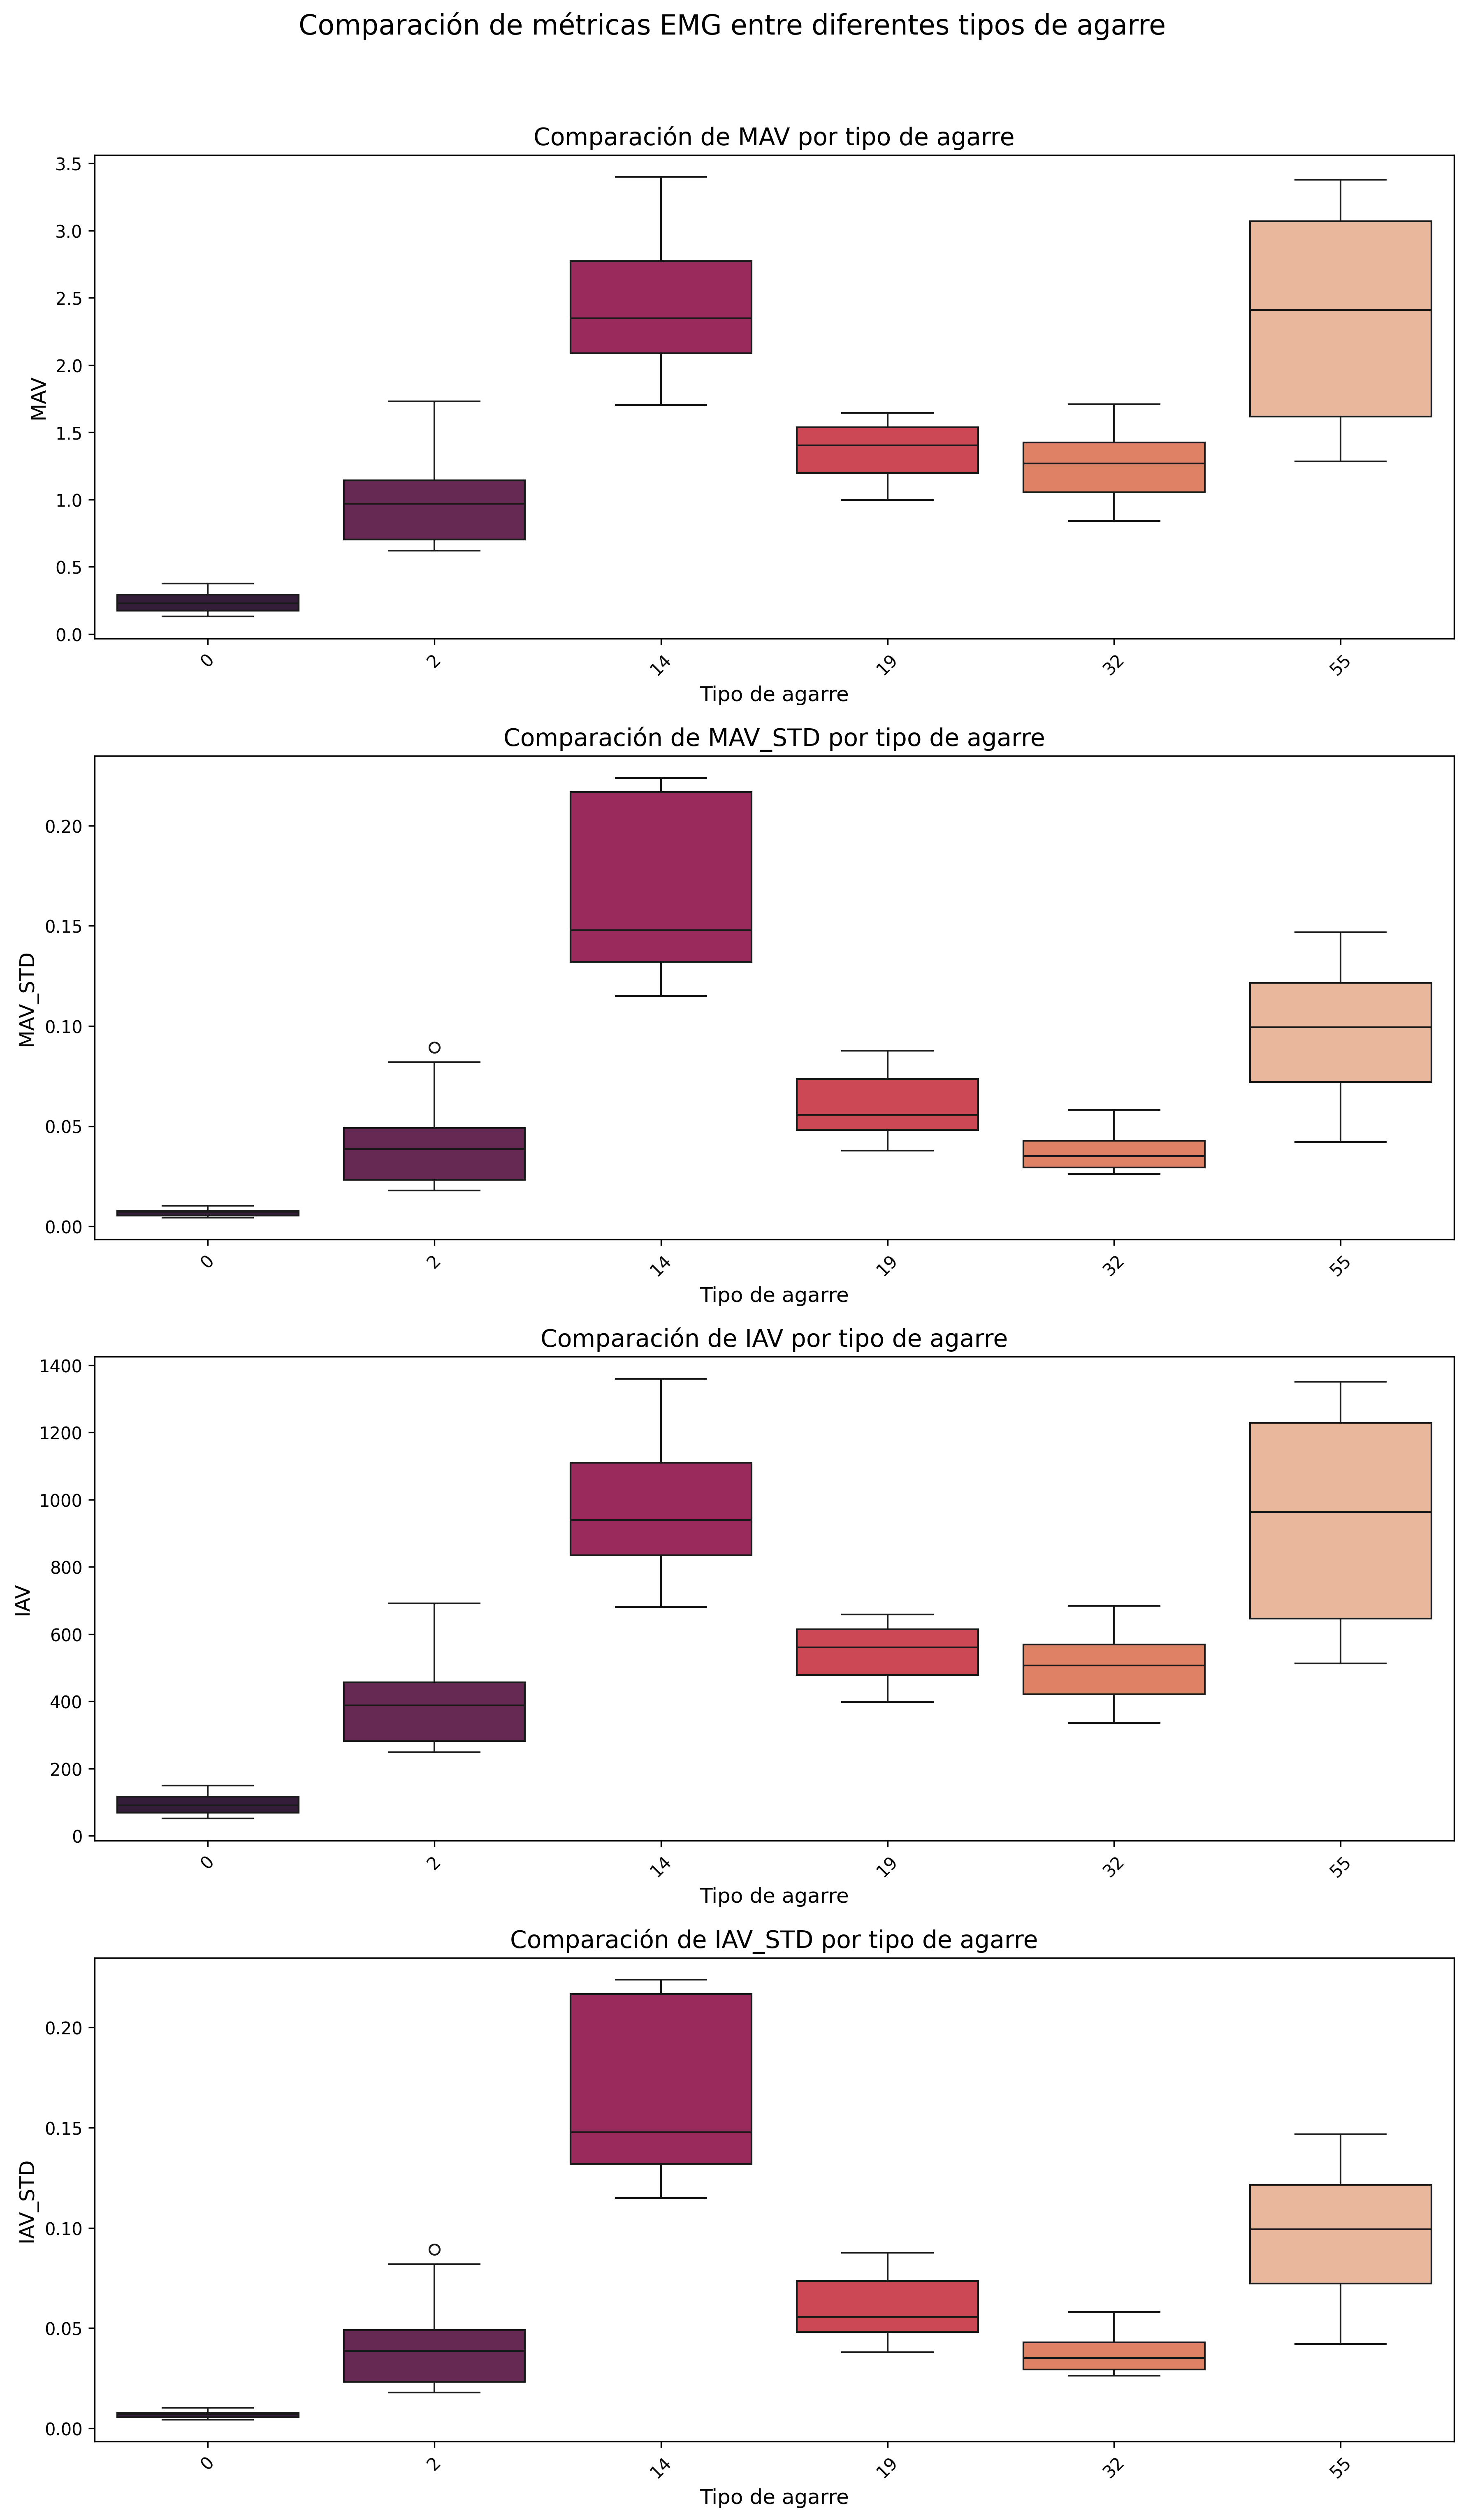 Comparación de métricas EMG entre diferentes tipos de agarre
Comparación de MAV por tipo de agarre
3.5
3.0
2.5
2.0
1.5
1.0
0.5
0.0
MAV
0 2 14 19 32 55
Tipo de agarre
Comparación de MAV_STD por tipo de agarre
0.20
0.15
0.10
0.05
0.00
MAV_STD
0 2 14 19 32 55
Tipo de agarre
Comparación de IAV por tipo de agarre
1400
1200
1000
800
600
400
200
0
IAV
0 2 14 19 32 55
Tipo de agarre
Comparación de IAV_STD por tipo de agarre
0.20
0.15
0.10
0.05
0.00
IAV_STD
0 2 14 19 32 55
Tipo de agarre